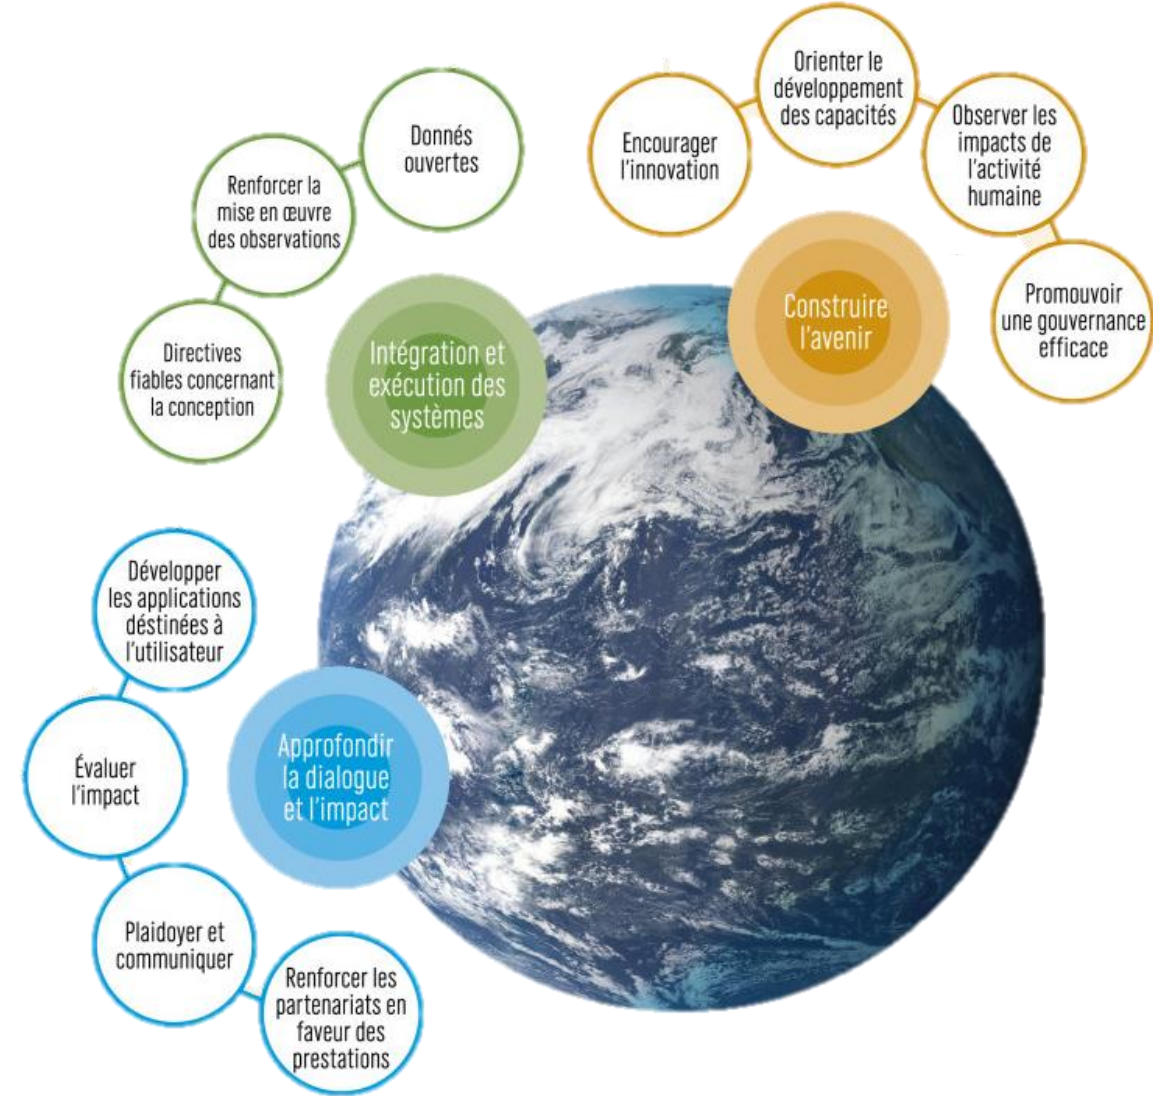 Donnés
ouvertes
Renforcer la
mise en œuvre
des observations
Directives
fiables concernant
la conception
Intégration et
exécution des
systèmes
Encourager
l'innovation
Orienter le
développement
des capacités
Observer les
impacts de
l'activité
humaine
Promouvoir
une gouvernance
efficace
Construire
l'avenir
Développer
les applications
déstinées à
l'utilisateur
Évaluer
l'impact
Plaidoyer et
communiquer
Renforcer les
partenariats en
faveur des
prestations
Approfondir
la dialogue
et l'impact